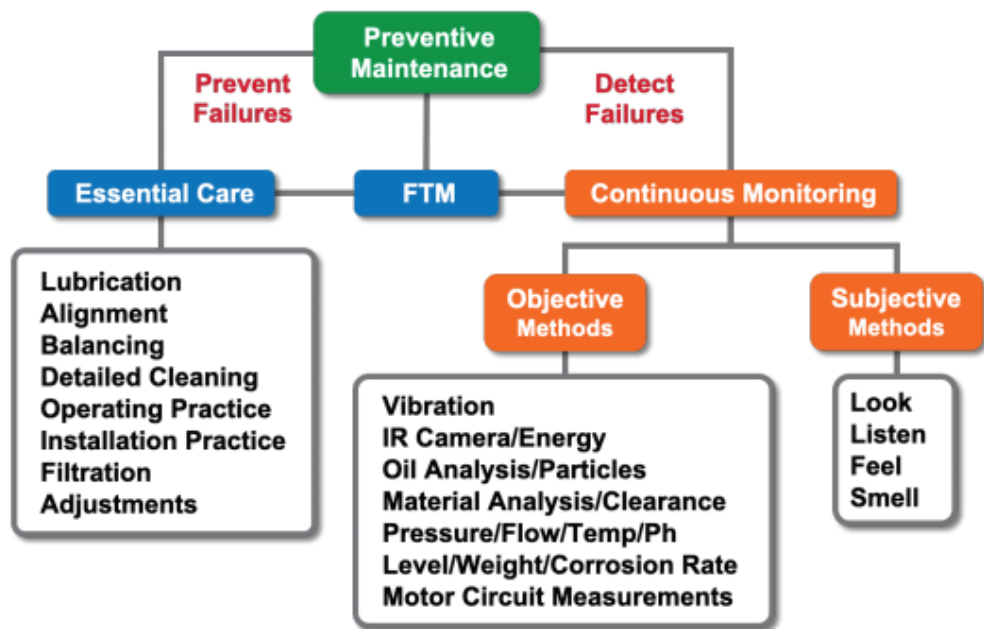 Preventive
Maintenance
Prevent
Failures
Detect
Failures
Essential Care
FTM
Continuous Monitoring
Lubrication
Alignment
Balancing
Detailed Cleaning
Operating Practice
Installation Practice
Filtration
Adjustments
Objective
Methods
Subjective
Methods
Vibration
IR Camera/Energy
Oil Analysis/Particles
Material Analysis/Clearance
Pressure/Flow/Temp/Ph
Level/Weight/Corrosion Rate
Motor Circuit Measurements
Look
Listen
Feel
Smell